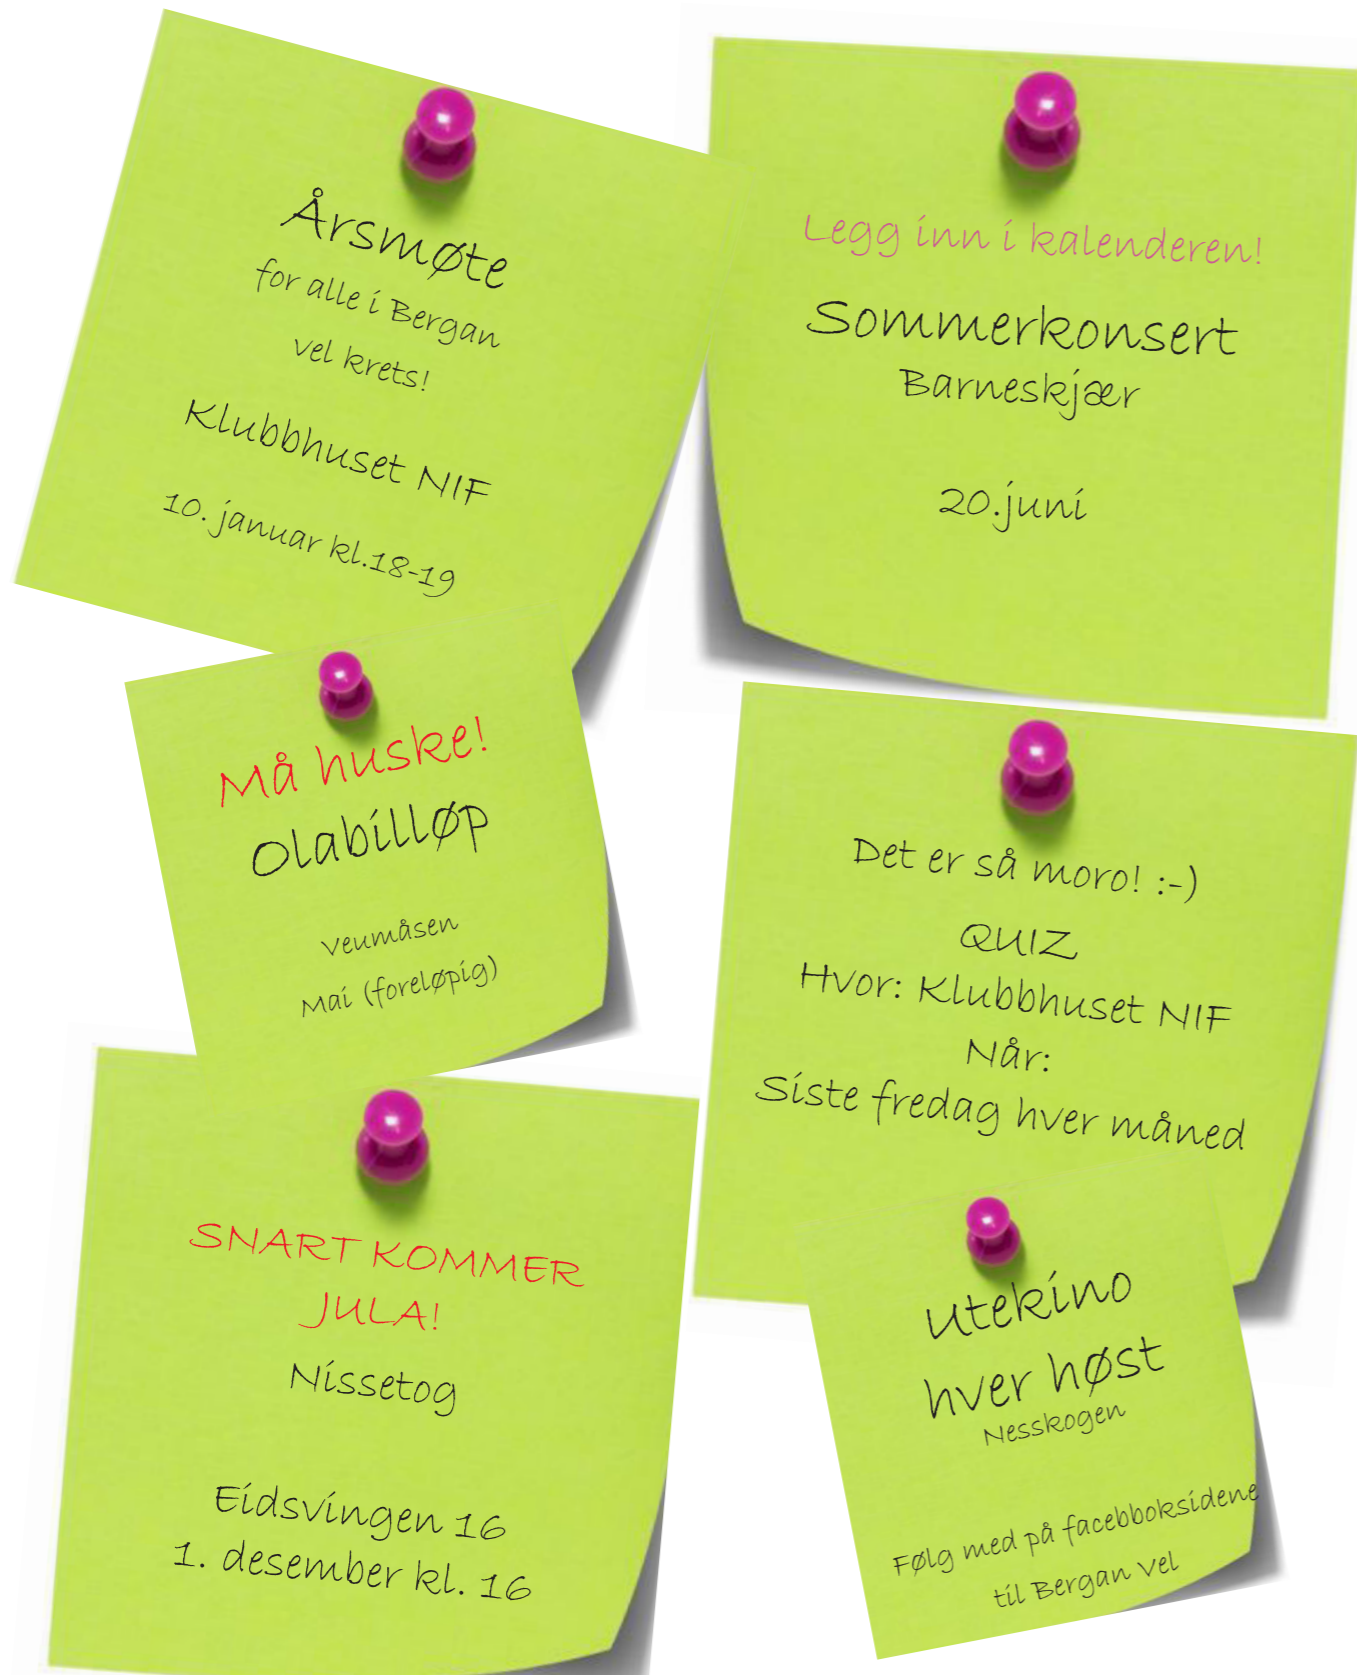 Årsmøte
for alle i Bergan
vel krets!
Klubbhuset NIF
10. januar kl.18-19
Legg inn i kalenderen!
Sommerkonsert
Barneskjær
20.juni
Må huske!
Olabilløp
Veumåsen
Mai (foreløpig)
Det er så moro! :-)
QUIZ
Hvor: Klubbhuset NIF
Når:
Siste fredag hver måned
SNART KOMMER
JULA!
Nissetog
Eidsvingen 16
1. desember kl. 16
Utekino
hver høst
Nesskogen
Følg med på facebboksidene
til Bergan Vel